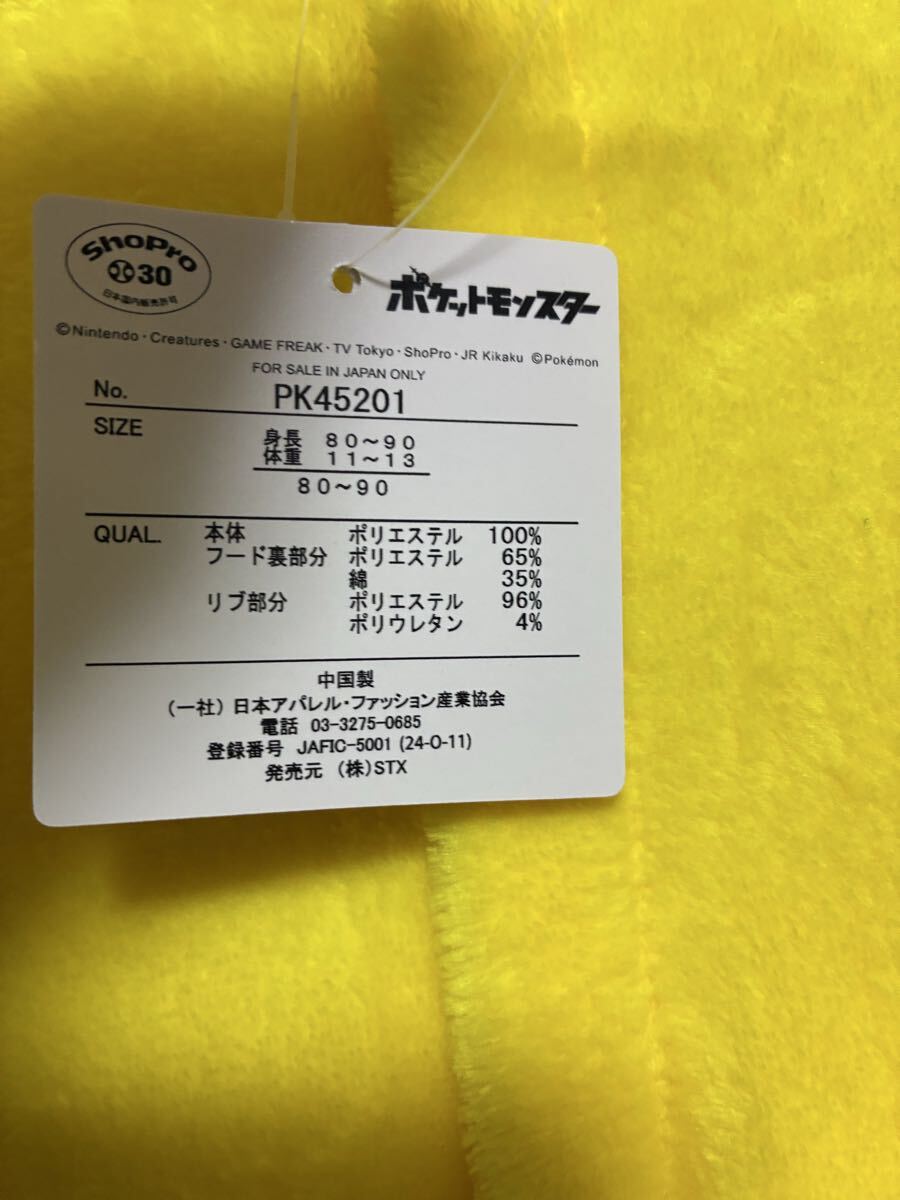 ShoPro
30
日本国内販売許可
ポケットモンスター
©Nintendo・Creatures・GAME FREAK・TV Tokyo・ShoPro・JR Kikaku ©Pokémon
FOR SALE IN JAPAN ONLY
No. PK45201
SIZE 身長 80~90
体重 11~13
80~90
QUAL. 本体 ポリエステル 100%
フード裏部分 ポリエステル 65%
綿 35%
リブ部分 ポリエステル 96%
ポリウレタン 4%
中国製
(一社)日本アパレル・ファッション産業協会
電話 03-3275-0685
登録番号 JAFIC-5001 (24-O-11)
発売元 (株)STX